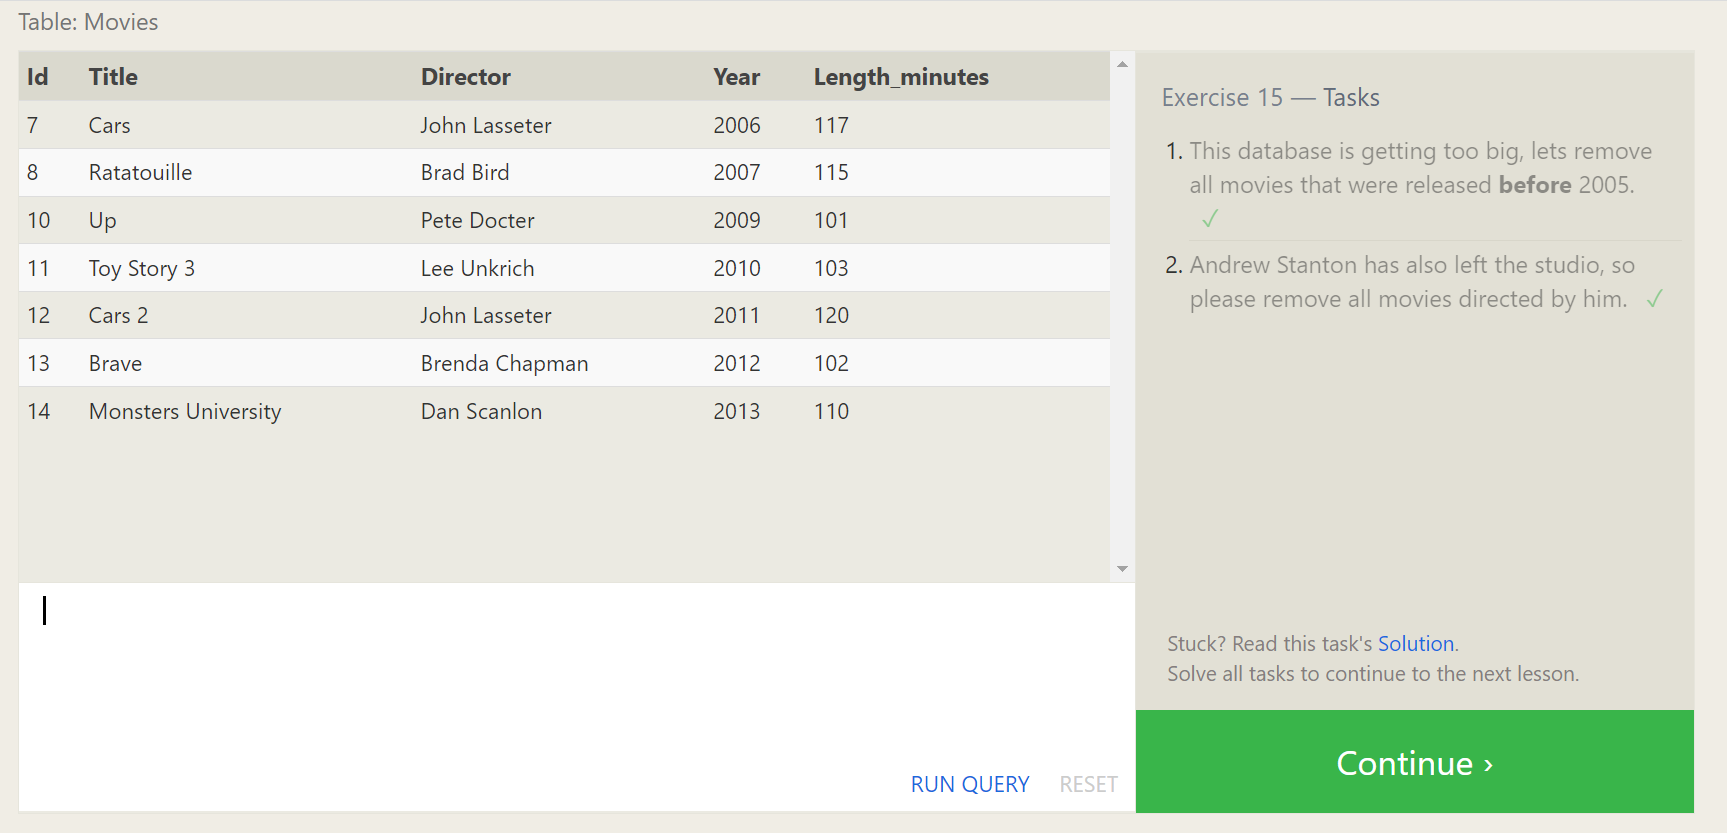 Table: Movies
Id Title Director Year Length_minutes
7 Cars John Lasseter 2006 117
8 Ratatouille Brad Bird 2007 115
10 Up Pete Docter 2009 101
11 Toy Story 3 Lee Unkrich 2010 103
12 Cars 2 John Lasseter 2011 120
13 Brave Brenda Chapman 2012 102
14 Monsters University Dan Scanlon 2013 110
RUN QUERY RESET
Exercise 15 — Tasks
1. This database is getting too big, lets remove
all movies that were released before 2005.
✓
2. Andrew Stanton has also left the studio, so
please remove all movies directed by him. ✓
Stuck? Read this task's Solution.
Solve all tasks to continue to the next lesson.
Continue ›